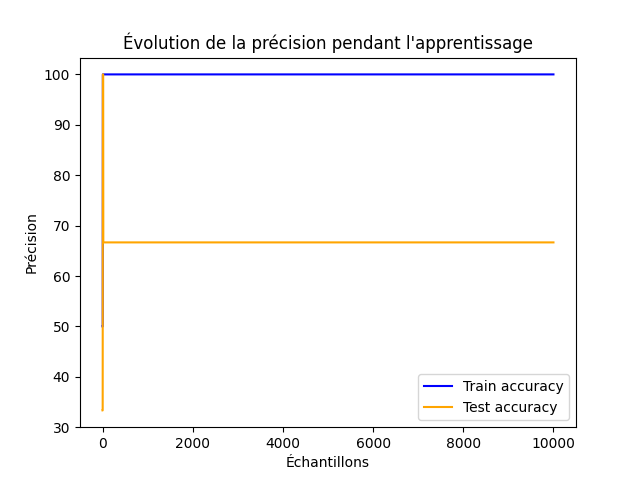 Évolution de la précision pendant l'apprentissage
100
90
80
70
60
50
40
30
Précision
0
2000
4000
6000
8000
10000
Échantillons
Train accuracy
Test accuracy